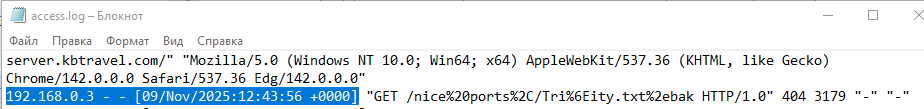 access.log – Блокнот
Файл Правка Формат Вид Справка
server.kbtravel.com/" "Mozilla/5.0 (Windows NT 10.0; Win64; x64) AppleWebKit/537.36 (KHTML, like Gecko)
Chrome/142.0.0.0 Safari/537.36 Edg/142.0.0.0"
192.168.0.3 - - [09/Nov/2025:12:43:56 +0000] "GET /nice%20ports%2C/Tri%6Eity.txt%2ebak HTTP/1.0" 404 3179 "-" "-"